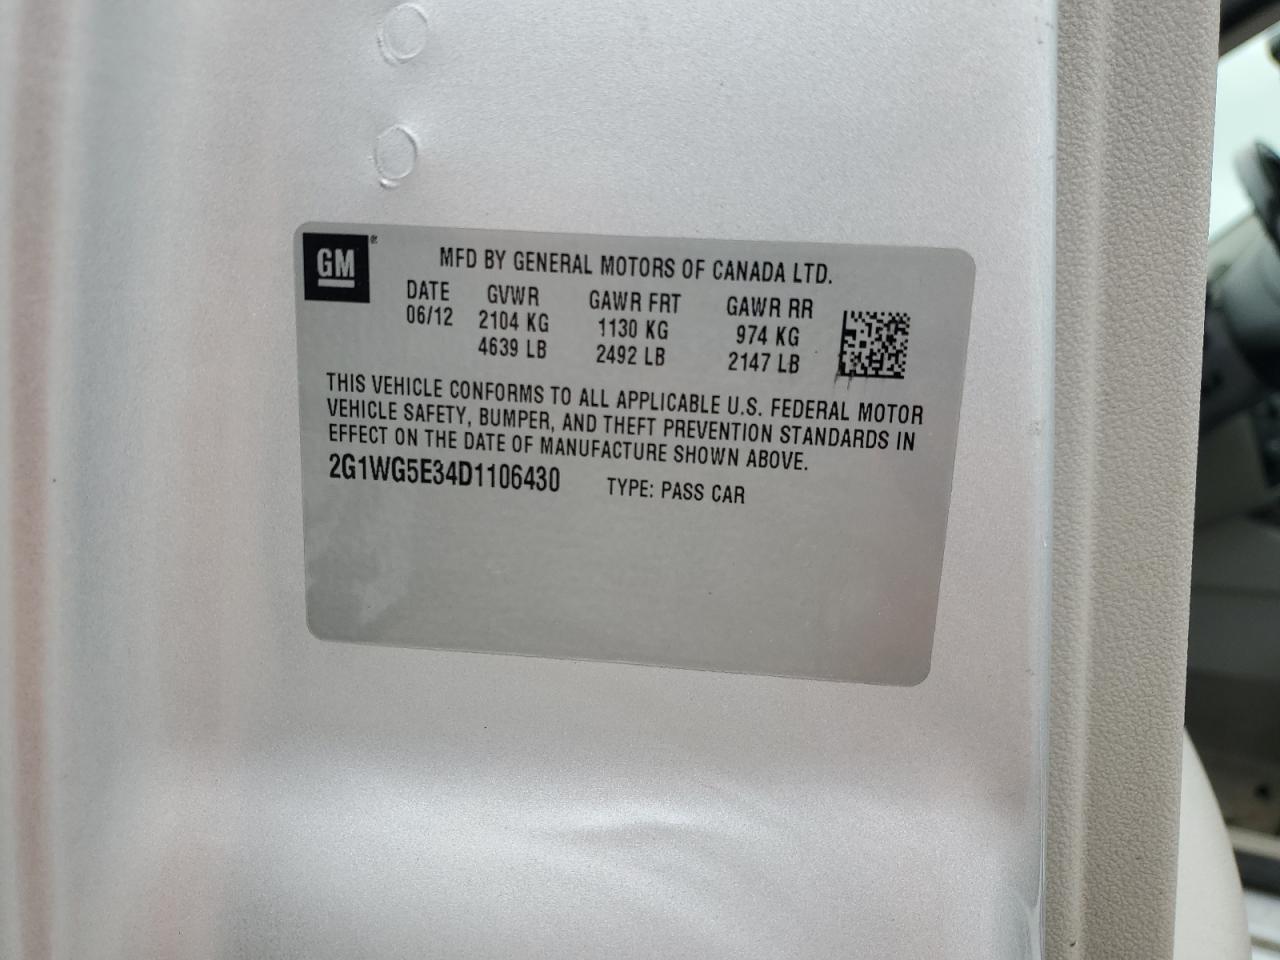 GM ®
MFD BY GENERAL MOTORS OF CANADA LTD.
DATE GVWR GAWR FRT GAWR RR
06/12 2104 KG 1130 KG 974 KG
4639 LB 2492 LB 2147 LB
THIS VEHICLE CONFORMS TO ALL APPLICABLE U.S. FEDERAL MOTOR
VEHICLE SAFETY, BUMPER, AND THEFT PREVENTION STANDARDS IN
EFFECT ON THE DATE OF MANUFACTURE SHOWN ABOVE.
2G1WG5E34D1106430 TYPE: PASS CAR